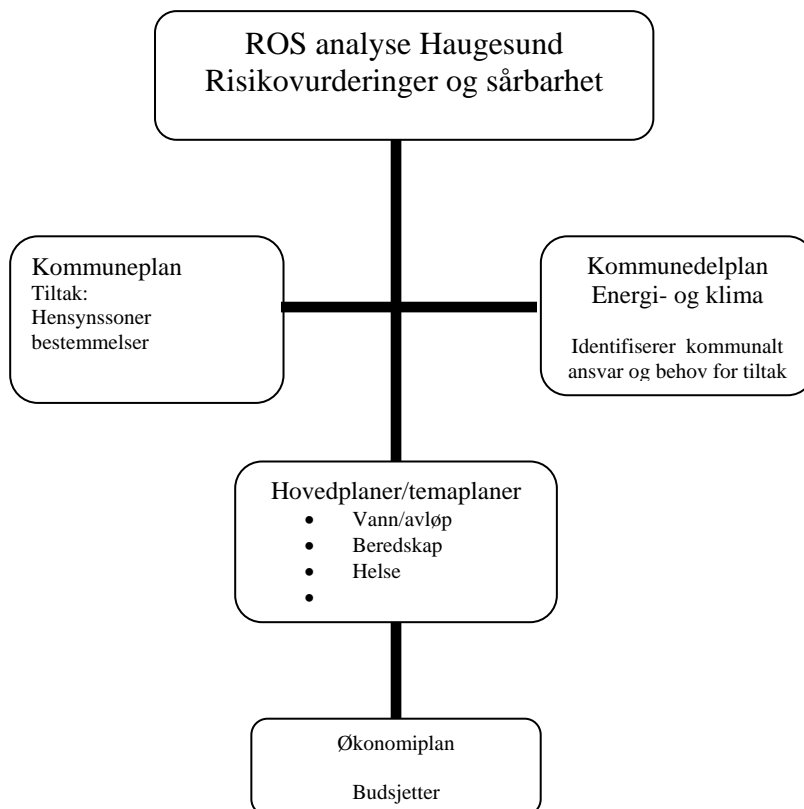 ROS analyse Haugesund
Risikovurderinger og sårbarhet
Kommuneplan
Tiltak:
Hensynssoner
bestemmelser
Kommunedelplan
Energi- og klima
Identifiserer kommunalt
ansvar og behov for tiltak
Hovedplaner/temaplaner
• Vann/avløp
• Beredskap
• Helse
•
Økonomiplan
Budsjetter